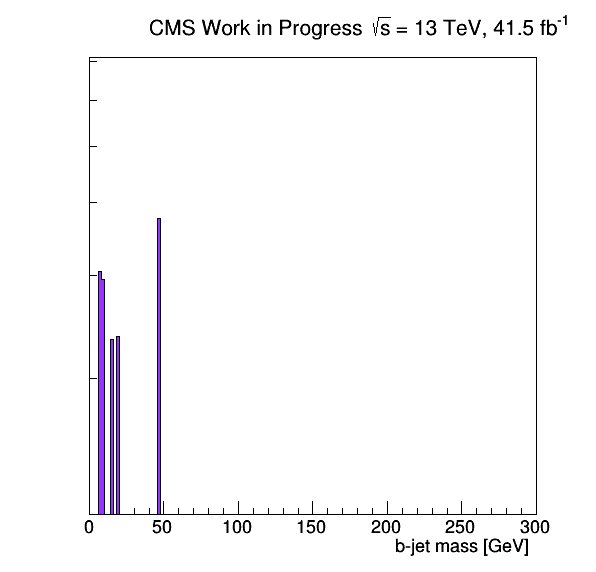 CMS Work in Progress √s = 13 TeV, 41.5 fb⁻¹
0 50 100 150 200 250 300
b-jet mass [GeV]